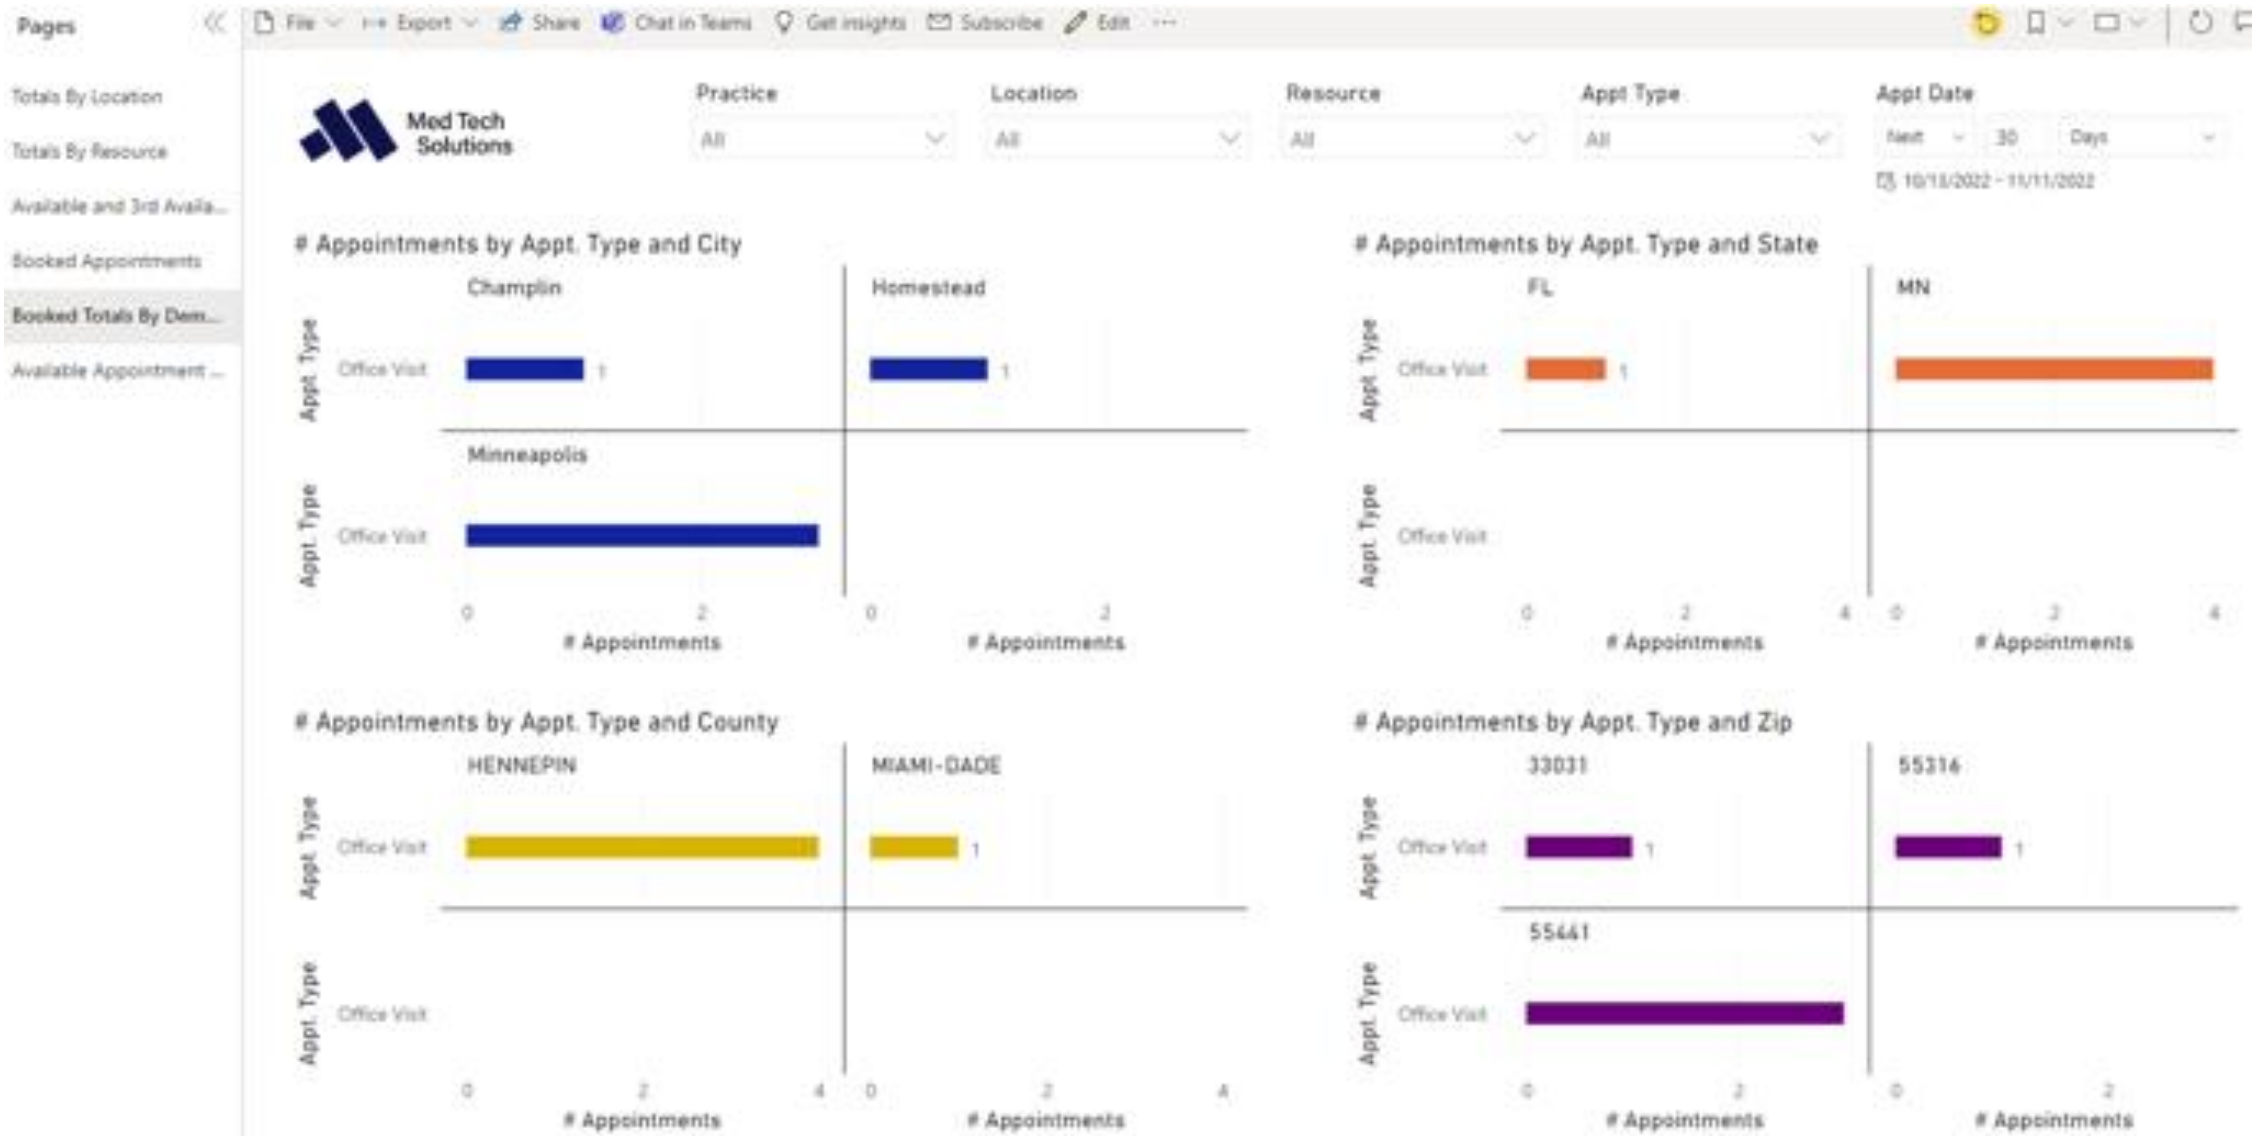 Pages
File Export Share Chat in Teams Get insights Subscribe Edit ...
Totals By Location
Totals By Resource
Available and 3rd Availa...
Booked Appointments
Booked Totals By Dem...
Available Appointment ...
Med Tech
Solutions
Practice
All
Location
All
Resource
All
Appt Type
All
Appt Date
Next 30 Days
10/13/2022 - 11/11/2022
# Appointments by Appt. Type and City
Champlin Homestead
Appt. Type
Office Visit 1 1
Minneapolis
Appt. Type
Office Visit
0 2 0 2
# Appointments # Appointments
# Appointments by Appt. Type and State
FL MN
Appt. Type
Office Visit 1
Appt. Type
Office Visit
0 2 4 0 2 4
# Appointments # Appointments
# Appointments by Appt. Type and County
HENNEPIN MIAMI-DADE
Appt. Type
Office Visit 1
Appt. Type
Office Visit
0 2 4 0 2 4
# Appointments # Appointments
# Appointments by Appt. Type and Zip
33031 55316
Appt. Type
Office Visit 1 1
55441
Appt. Type
Office Visit
0 2 0 2
# Appointments # Appointments